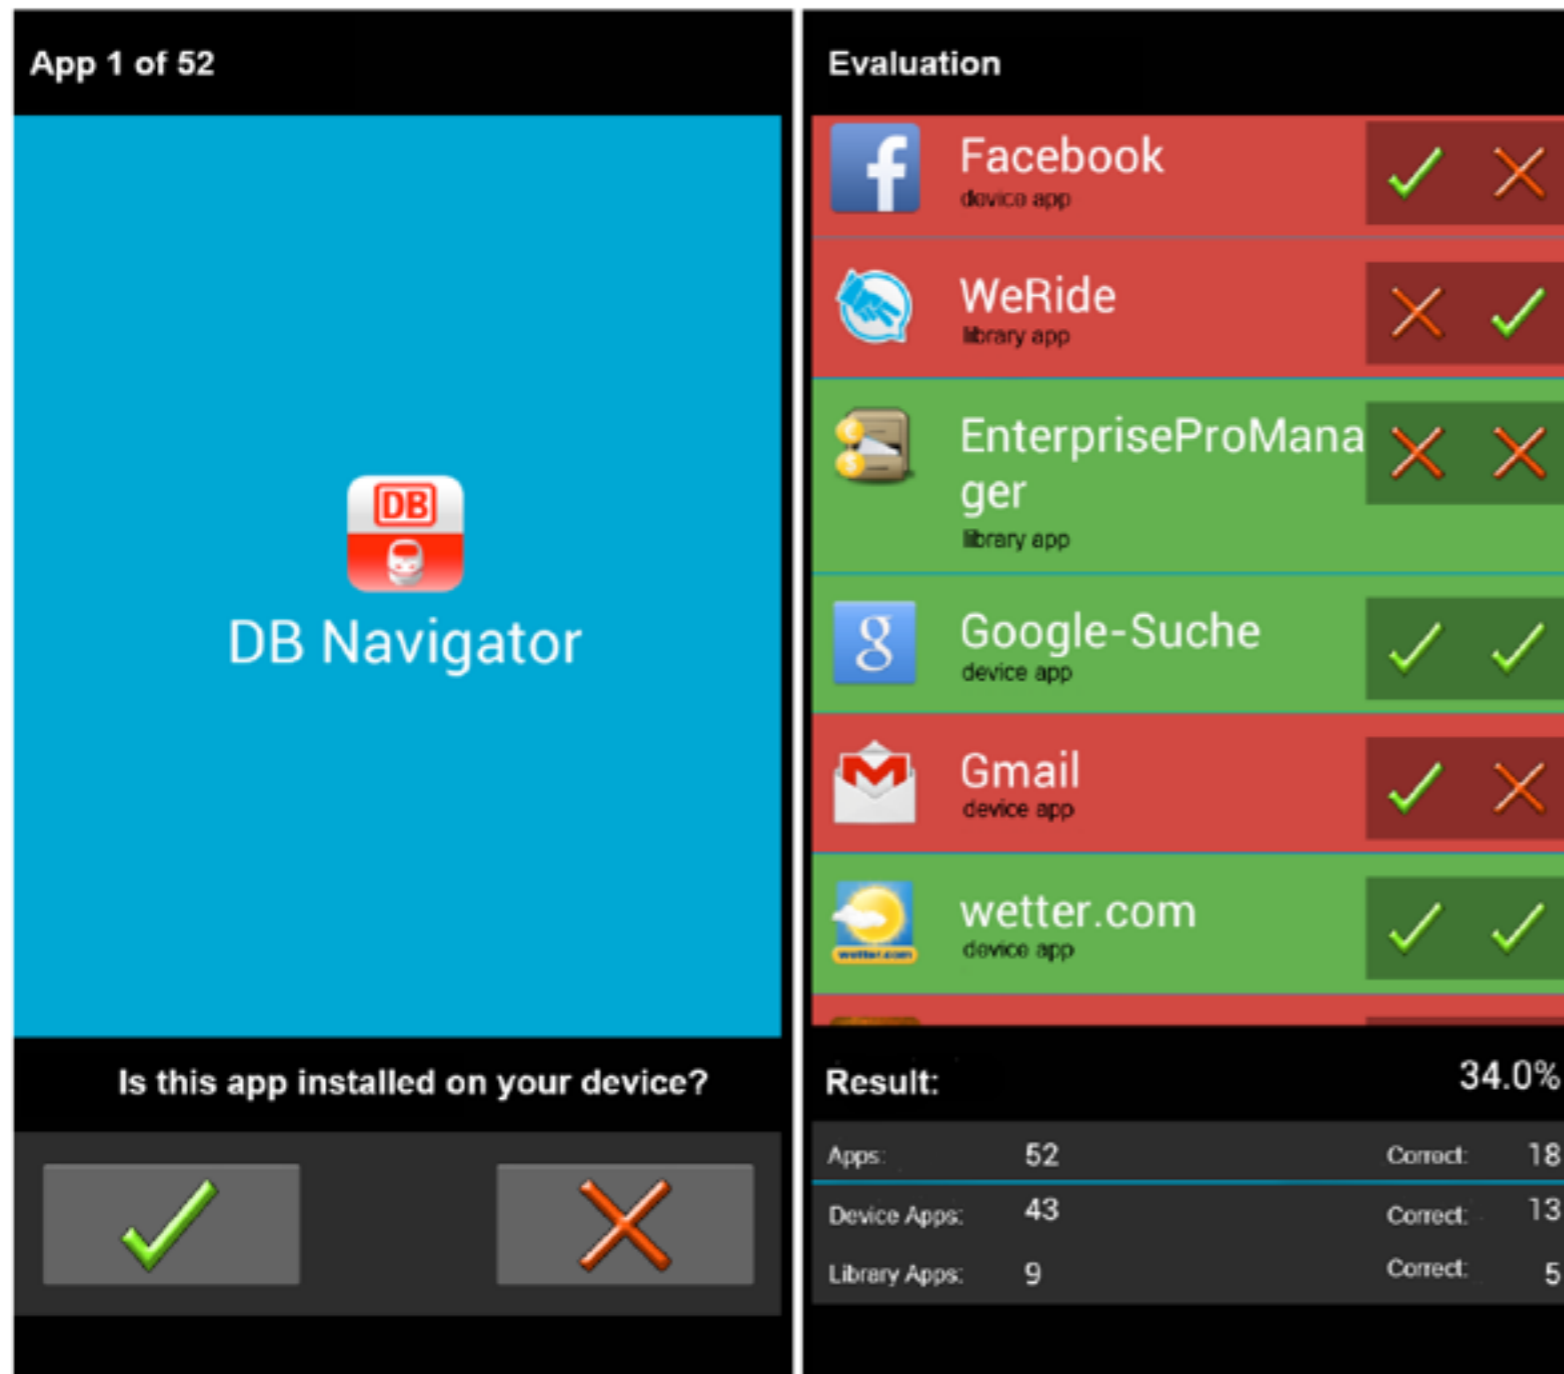 App 1 of 52
DB
DB Navigator
Is this app installed on your device?
Evaluation
f
Facebook
device app
WeRide
library app
EnterpriseProMana
ger
library app
g
Google-Suche
device app
Gmail
device app
wetter.com
wetter.com
device app
Result: 34.0%
Apps: 52 Correct: 18
Device Apps: 43 Correct: 13
Library Apps: 9 Correct: 5